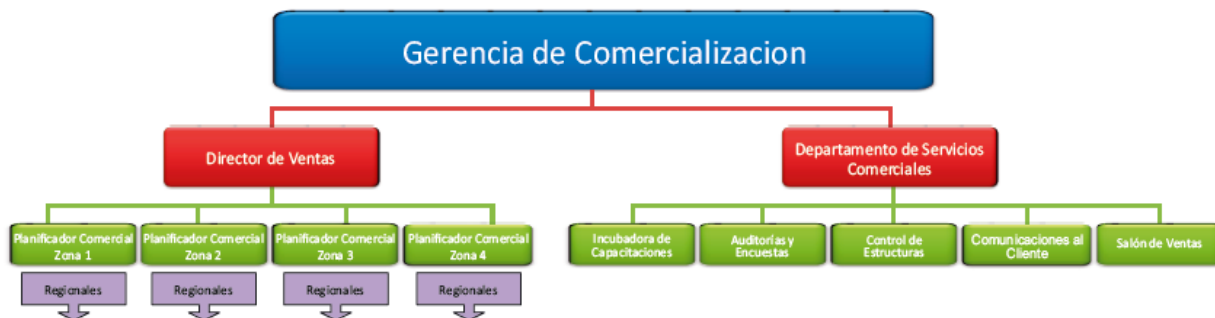 Gerencia de Comercializacion
Director de Ventas
Departamento de Servicios
Comerciales
Planificador Comercial
Zona 1
Planificador Comercial
Zona 2
Planificador Comercial
Zona 3
Planificador Comercial
Zona 4
Incubadora de
Capacitaciones
Auditorías y
Encuestas
Control de
Estructuras
Comunicaciones al
Cliente
Salón de Ventas
Regionales
Regionales
Regionales
Regionales